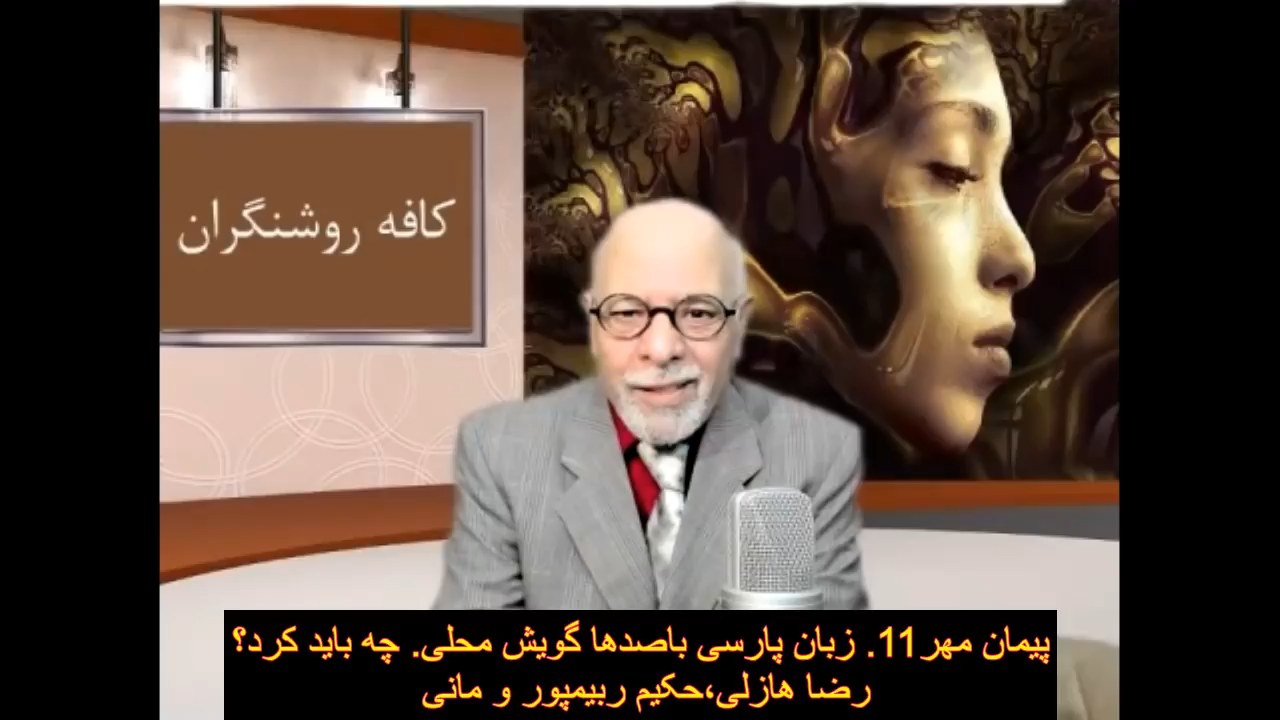 کافه روشنگران
پیمان مهر11. زبان پارسی باصدها گویش محلی. چه باید کرد؟
رضا هازلی،حکیم ربیمپور و مانی